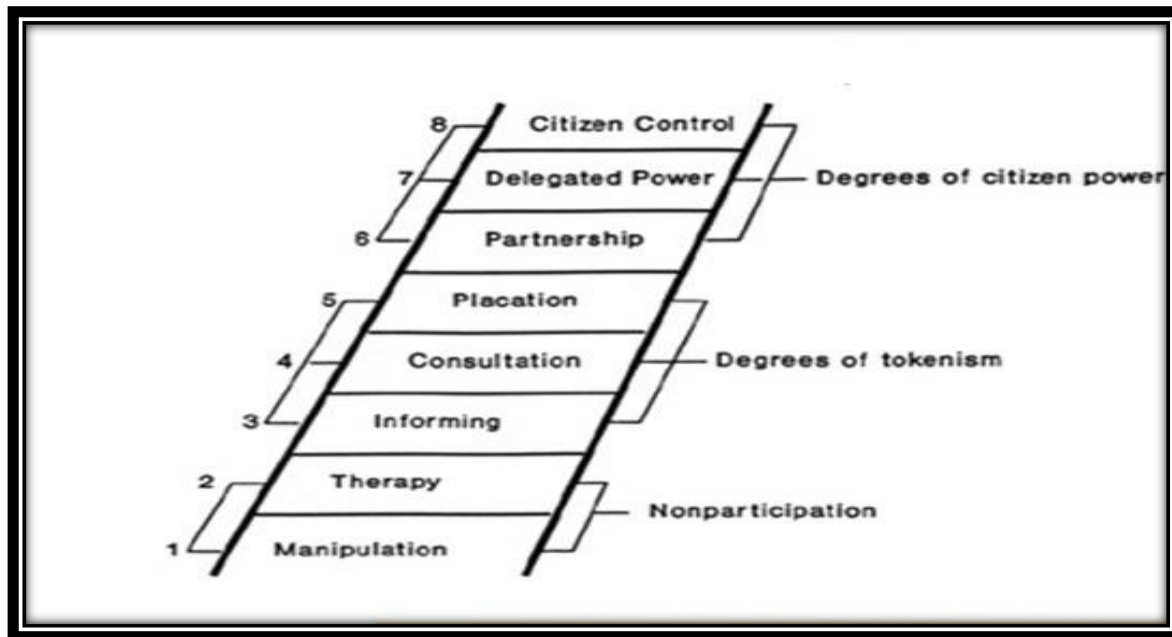 8 Citizen Control
7 Delegated Power Degrees of citizen power
6 Partnership
5 Placation
4 Consultation Degrees of tokenism
3 Informing
2 Therapy
Nonparticipation
1 Manipulation